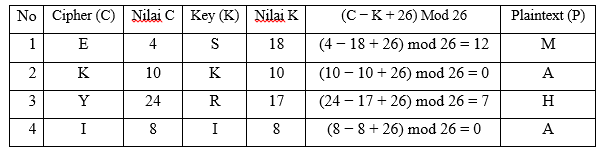 No Cipher (C) Nilai C Key (K) Nilai K (C − K + 26) Mod 26 Plaintext (P)
1 E 4 S 18 (4 − 18 + 26) mod 26 = 12 M
2 K 10 K 10 (10 − 10 + 26) mod 26 = 0 A
3 Y 24 R 17 (24 − 17 + 26) mod 26 = 7 H
4 I 8 I 8 (8 − 8 + 26) mod 26 = 0 A